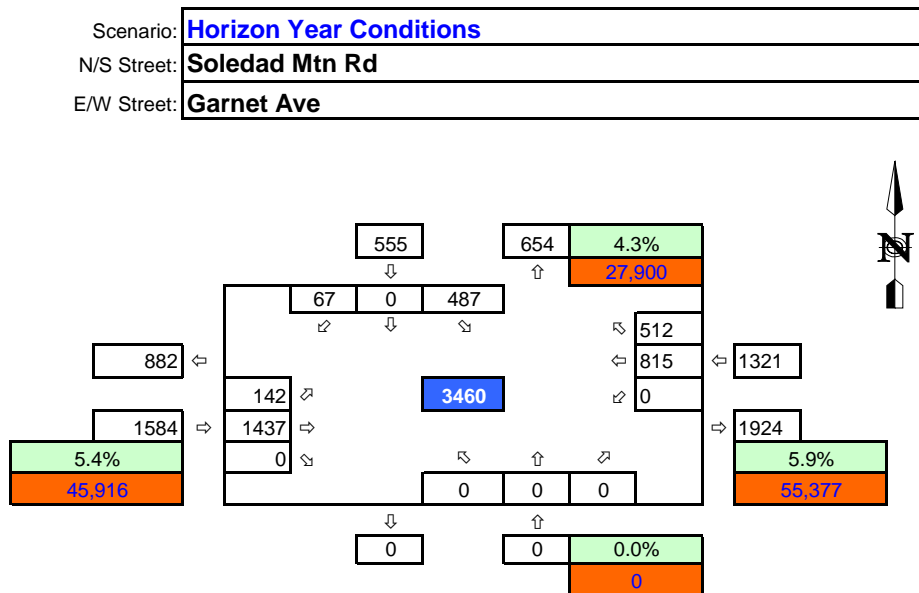 Scenario: Horizon Year Conditions
N/S Street: Soledad Mtn Rd
E/W Street: Garnet Ave
N
555 654 4.3%
⇩ ⇧ 27,900
67 0 487
⬃ ⇩ ⬂
⬁ 512
882 ⇦ ⇦ 815 ⇦ 1321
142 ⬀ 3460 ⬃ 0
1584 ⇨ 1437 ⇨ ⇨ 1924
5.4% 0 ⬂ ⬁ ⇧ ⬀ 5.9%
45,916 0 0 0 55,377
⇩ ⇧
0 0 0.0%
0